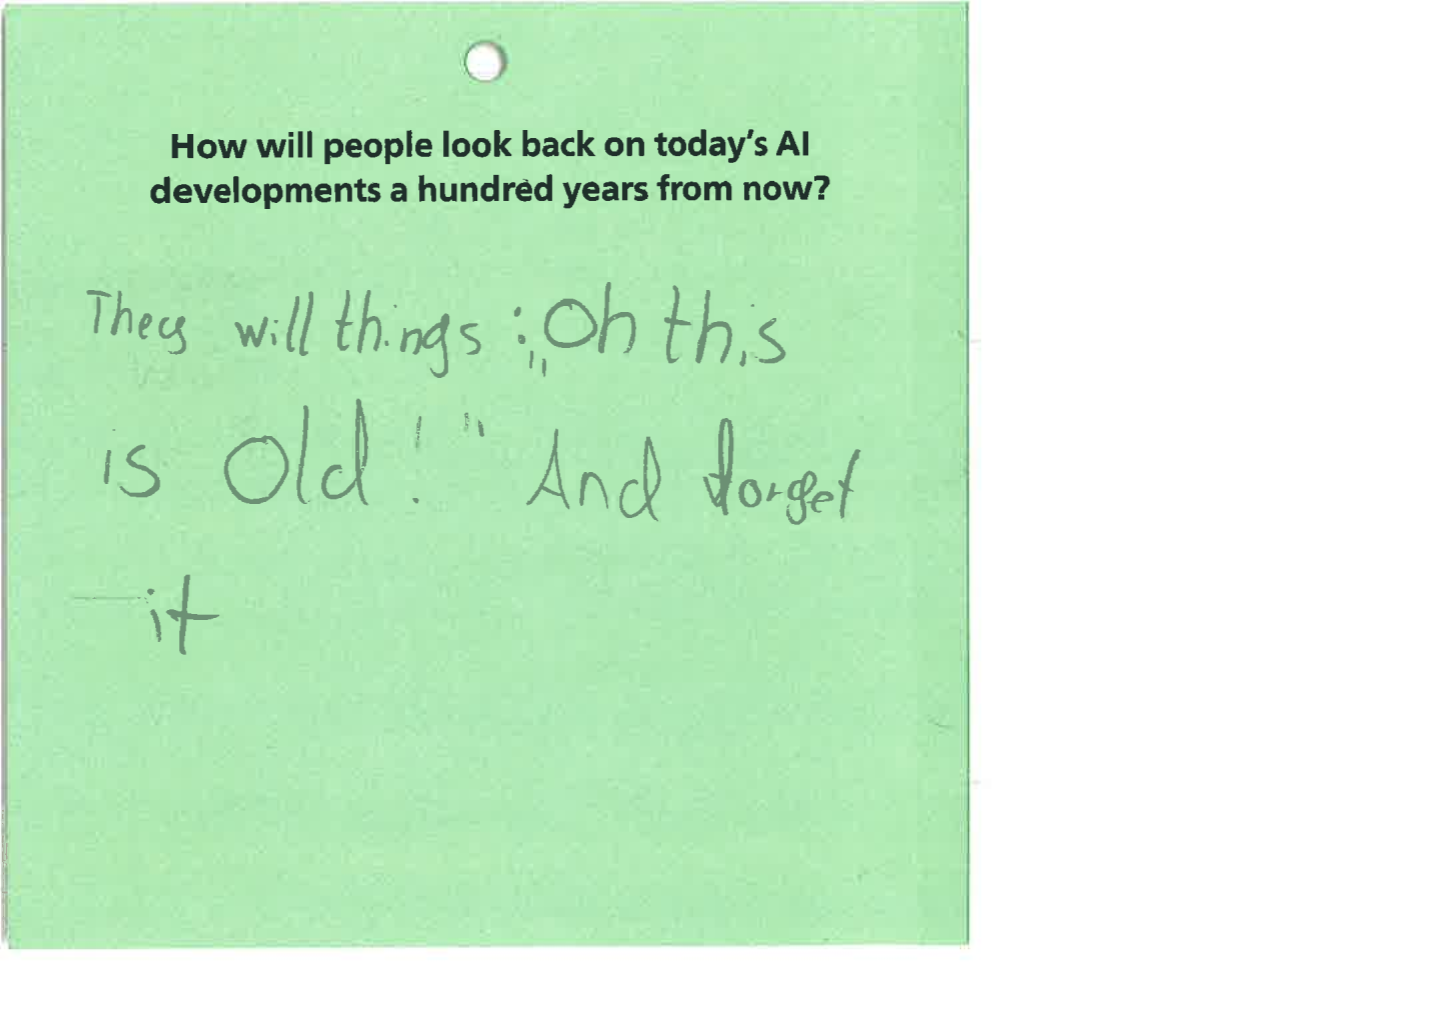 How will people look back on today's AI
developments a hundred years from now?
They will things : „Oh this
is Old!" And forget
it